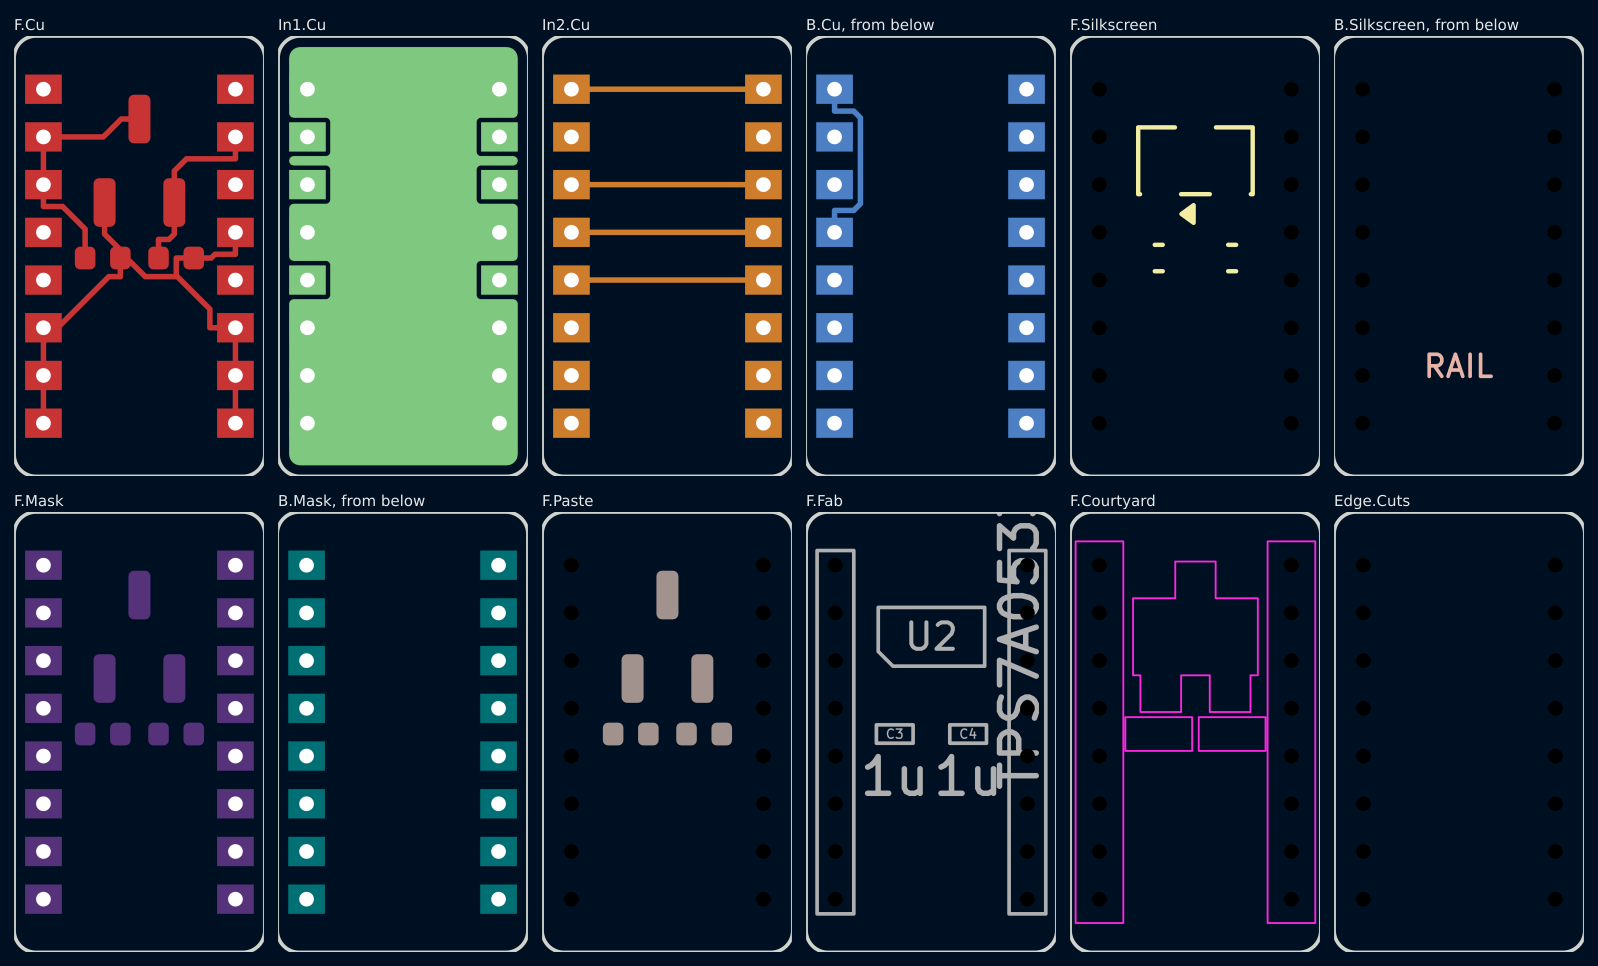 F.Cu
In1.Cu
In2.Cu
B.Cu, from below
F.Silkscreen
B.Silkscreen, from below
RAIL
F.Mask
B.Mask, from below
F.Paste
F.Fab
F.Courtyard
Edge.Cuts
U2
C3
C4
1u
1u
TPS7A053